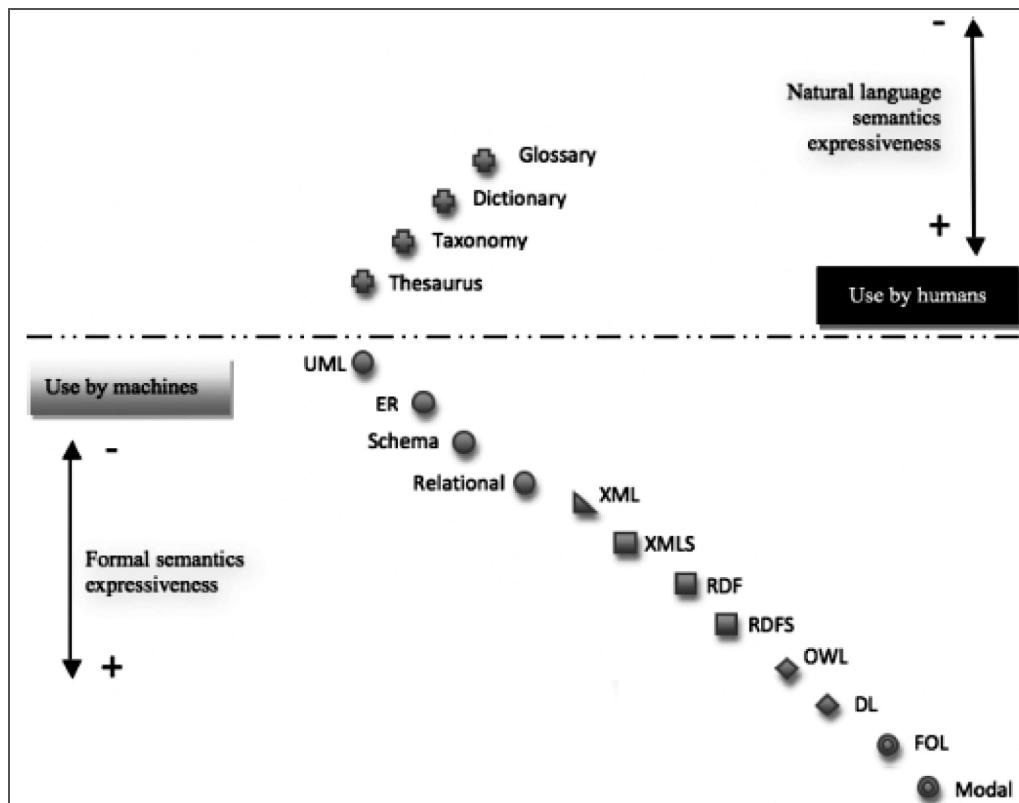 -
Natural language
semantics
expressiveness
Glossary
Dictionary
+
Taxonomy
Thesaurus
Use by humans
UML
Use by machines
ER
-
Schema
Relational
XML
XMLS
Formal semantics
expressiveness
RDF
RDFS
+
OWL
DL
FOL
Modal